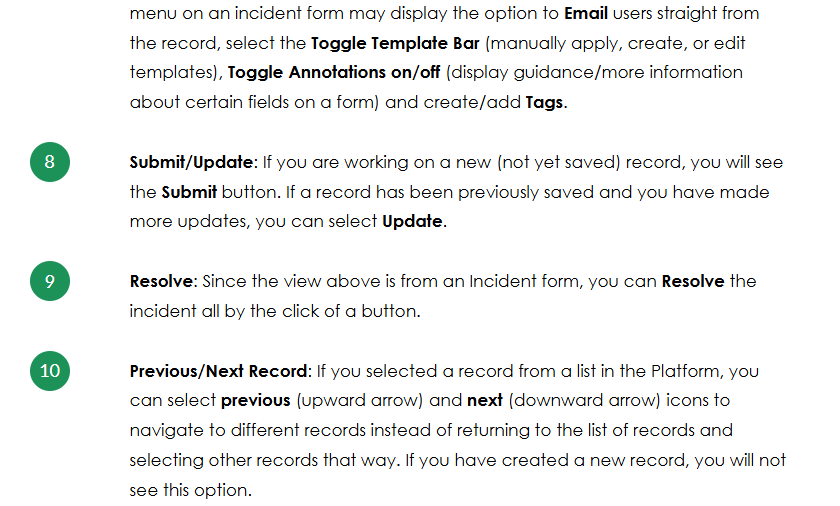 menu on an incident form may display the option to Email users straight from
the record, select the Toggle Template Bar (manually apply, create, or edit
templates), Toggle Annotations on/off (display guidance/more information
about certain fields on a form) and create/add Tags.
8
Submit/Update: If you are working on a new (not yet saved) record, you will see
the Submit button. If a record has been previously saved and you have made
more updates, you can select Update.
9
Resolve: Since the view above is from an Incident form, you can Resolve the
incident all by the click of a button.
10
Previous/Next Record: If you selected a record from a list in the Platform, you
can select previous (upward arrow) and next (downward arrow) icons to
navigate to different records instead of returning to the list of records and
selecting other records that way. If you have created a new record, you will not
see this option.